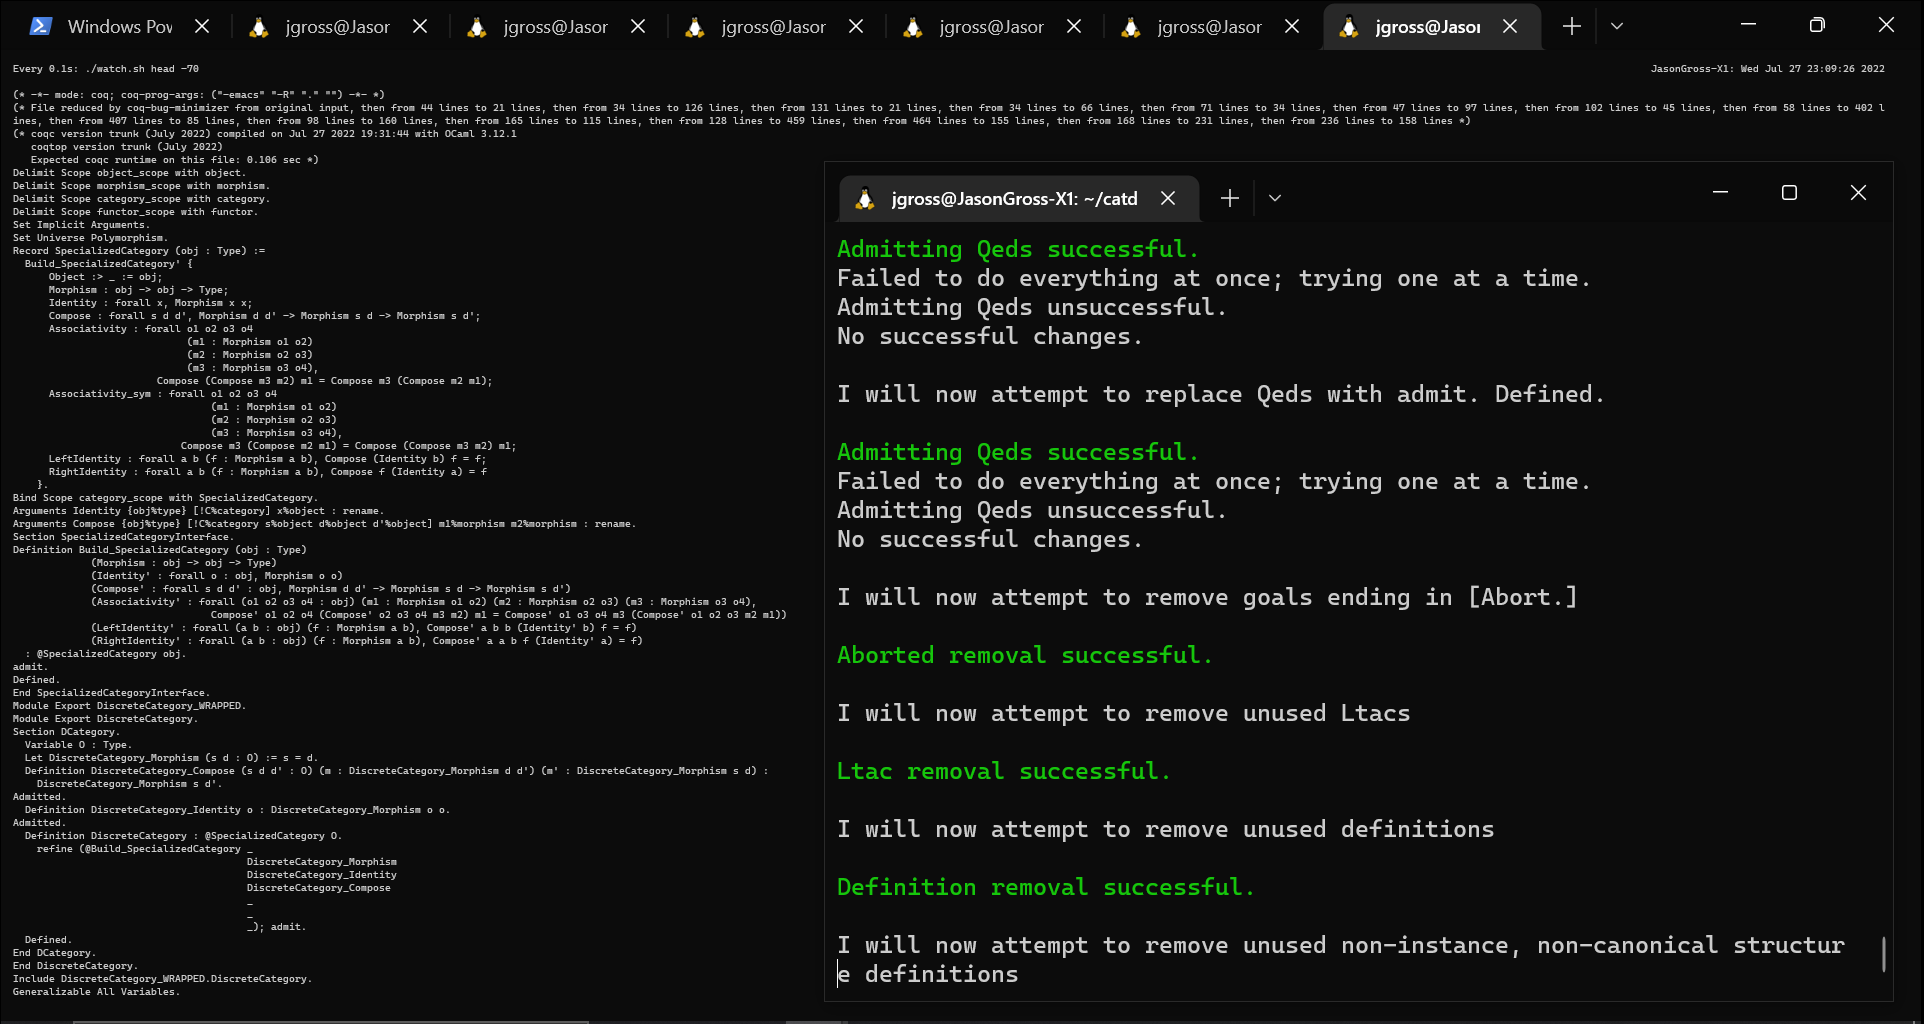 Windows Pow
jgross@Jason
jgross@Jason
jgross@Jason
jgross@Jason
jgross@Jason
jgross@Jason
Every 0.1s: ./watch.sh head -70
JasonGross-X1: Wed Jul 27 23:09:26 2022
(* -*- mode: coq; coq-prog-args: ("-emacs" "-R" "." "") -*- *)
(* File reduced by coq-bug-minimizer from original input, then from 44 lines to 21 lines, then from 34 lines to 126 lines, then from 131 lines to 21 lines, then from 34 lines to 66 lines, then from 71 lines to 34 lines, then from 47 lines to 97 lines, then from 102 lines to 45 lines, then from 58 lines to 402 l
ines, then from 407 lines to 85 lines, then from 98 lines to 160 lines, then from 165 lines to 115 lines, then from 128 lines to 459 lines, then from 464 lines to 155 lines, then from 168 lines to 231 lines, then from 236 lines to 158 lines *)
(* coqc version trunk (July 2022) compiled on Jul 27 2022 19:31:44 with OCaml 3.12.1
coqtop version trunk (July 2022)
Expected coqc runtime on this file: 0.106 sec *)
Delimit Scope object_scope with object.
Delimit Scope morphism_scope with morphism.
Delimit Scope category_scope with category.
Delimit Scope functor_scope with functor.
Set Implicit Arguments.
Set Universe Polymorphism.
Record SpecializedCategory (obj : Type) :=
Build_SpecializedCategory' {
Object :> _ := obj;
Morphism : obj -> obj -> Type;
Identity : forall x, Morphism x x;
Compose : forall s d d', Morphism d d' -> Morphism s d -> Morphism s d';
Associativity : forall o1 o2 o3 o4
(m1 : Morphism o1 o2)
(m2 : Morphism o2 o3)
(m3 : Morphism o3 o4),
Compose (Compose m3 m2) m1 = Compose m3 (Compose m2 m1);
Associativity_sym : forall o1 o2 o3 o4
(m1 : Morphism o1 o2)
(m2 : Morphism o2 o3)
(m3 : Morphism o3 o4),
Compose m3 (Compose m2 m1) = Compose (Compose m3 m2) m1;
LeftIdentity : forall a b (f : Morphism a b), Compose (Identity b) f = f;
RightIdentity : forall a b (f : Morphism a b), Compose f (Identity a) = f
}.
Bind Scope category_scope with SpecializedCategory.
Arguments Identity {obj%type} [!C%category] x%object : rename.
Arguments Compose {obj%type} [!C%category s%object d%object d'%object] m1%morphism m2%morphism : rename.
Section SpecializedCategoryInterface.
Definition Build_SpecializedCategory (obj : Type)
(Morphism : obj -> obj -> Type)
(Identity' : forall o : obj, Morphism o o)
(Compose' : forall s d d' : obj, Morphism d d' -> Morphism s d -> Morphism s d')
(Associativity' : forall (o1 o2 o3 o4 : obj) (m1 : Morphism o1 o2) (m2 : Morphism o2 o3) (m3 : Morphism o3 o4),
Compose' o1 o2 o4 (Compose' o2 o3 o4 m3 m2) m1 = Compose' o1 o3 o4 m3 (Compose' o1 o2 o3 m2 m1))
(LeftIdentity' : forall (a b : obj) (f : Morphism a b), Compose' a b b (Identity' b) f = f)
(RightIdentity' : forall (a b : obj) (f : Morphism a b), Compose' a a b f (Identity' a) = f)
: @SpecializedCategory obj.
admit.
Defined.
End SpecializedCategoryInterface.
Module Export DiscreteCategory_WRAPPED.
Module Export DiscreteCategory.
Section DCategory.
Variable O : Type.
Let DiscreteCategory_Morphism (s d : O) := s = d.
Definition DiscreteCategory_Compose (s d d' : O) (m : DiscreteCategory_Morphism d d') (m' : DiscreteCategory_Morphism s d) :
DiscreteCategory_Morphism s d'.
Admitted.
Definition DiscreteCategory_Identity o : DiscreteCategory_Morphism o o.
Admitted.
Definition DiscreteCategory : @SpecializedCategory O.
refine (@Build_SpecializedCategory _
DiscreteCategory_Morphism
DiscreteCategory_Identity
DiscreteCategory_Compose
_
_
_); admit.
Defined.
End DCategory.
End DiscreteCategory.
Include DiscreteCategory_WRAPPED.DiscreteCategory.
Generalizable All Variables.
jgross@JasonGross-X1: ~/catd
Admitting Qeds successful.
Failed to do everything at once; trying one at a time.
Admitting Qeds unsuccessful.
No successful changes.
I will now attempt to replace Qeds with admit. Defined.
Admitting Qeds successful.
Failed to do everything at once; trying one at a time.
Admitting Qeds unsuccessful.
No successful changes.
I will now attempt to remove goals ending in [Abort.]
Aborted removal successful.
I will now attempt to remove unused Ltacs
Ltac removal successful.
I will now attempt to remove unused definitions
Definition removal successful.
I will now attempt to remove unused non-instance, non-canonical structur
e definitions